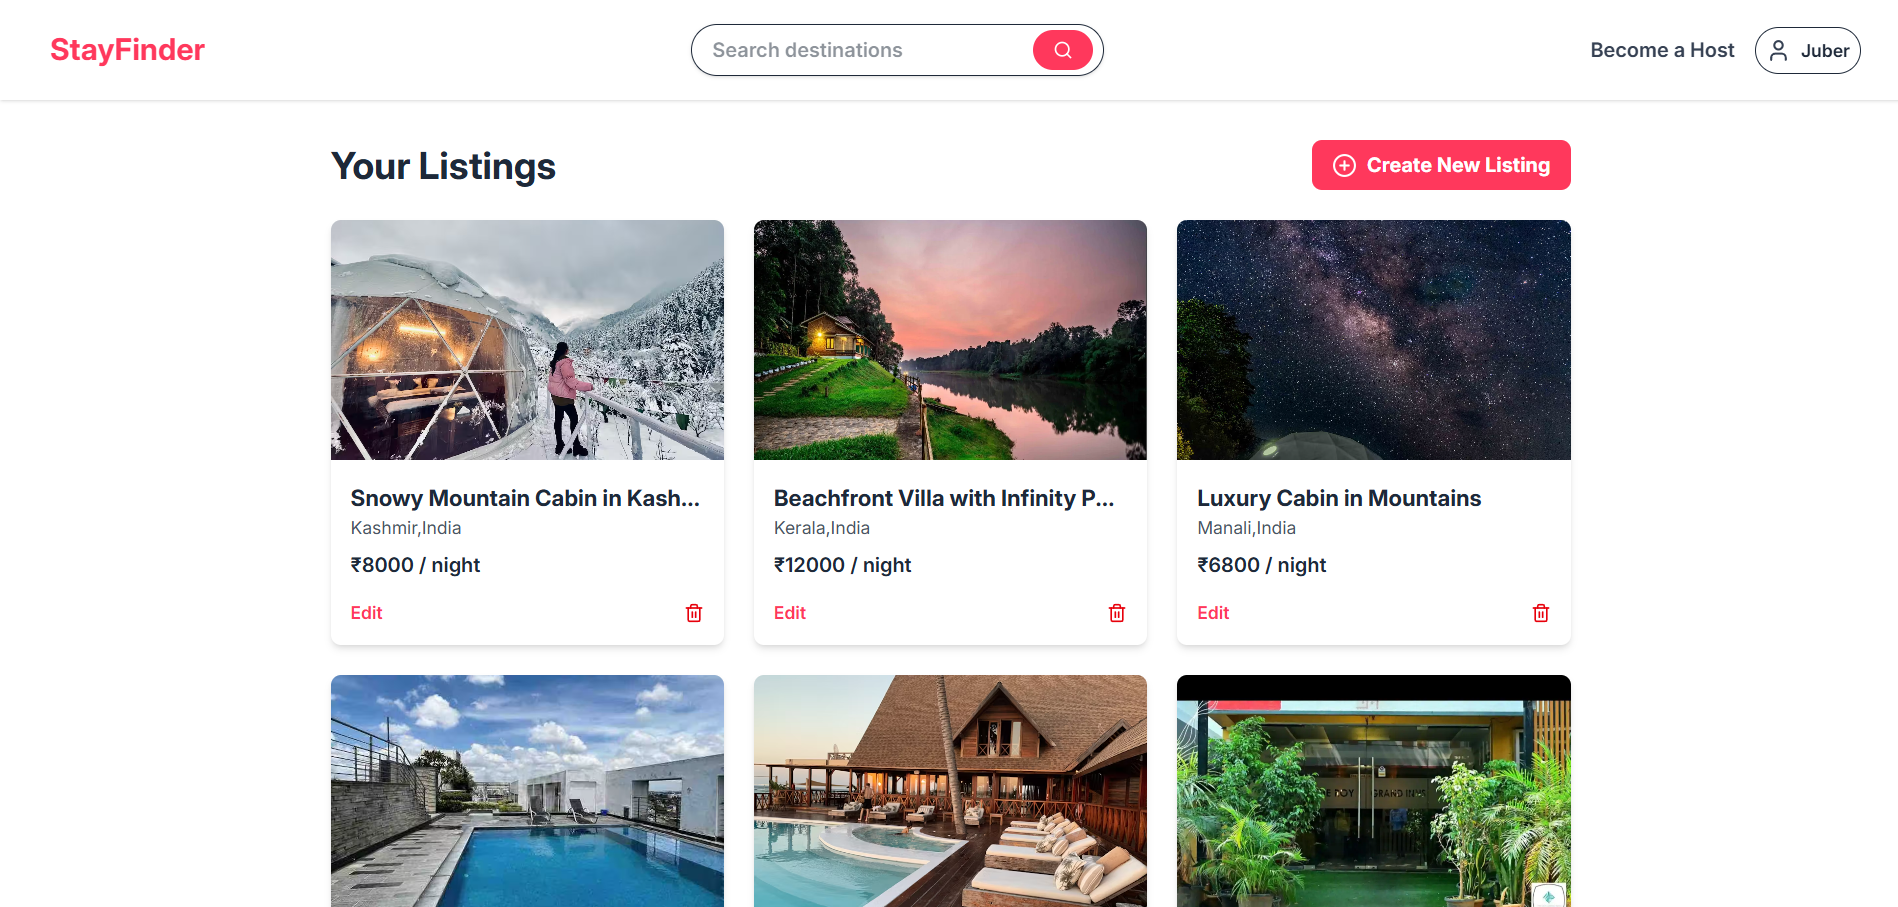 StayFinder
Search destinations
Become a Host
Juber
Your Listings
Create New Listing
Snowy Mountain Cabin in Kash...
Kashmir,India
₹8000 / night
Edit
Beachfront Villa with Infinity P...
Kerala,India
₹12000 / night
Edit
Luxury Cabin in Mountains
Manali,India
₹6800 / night
Edit
GRAND INN